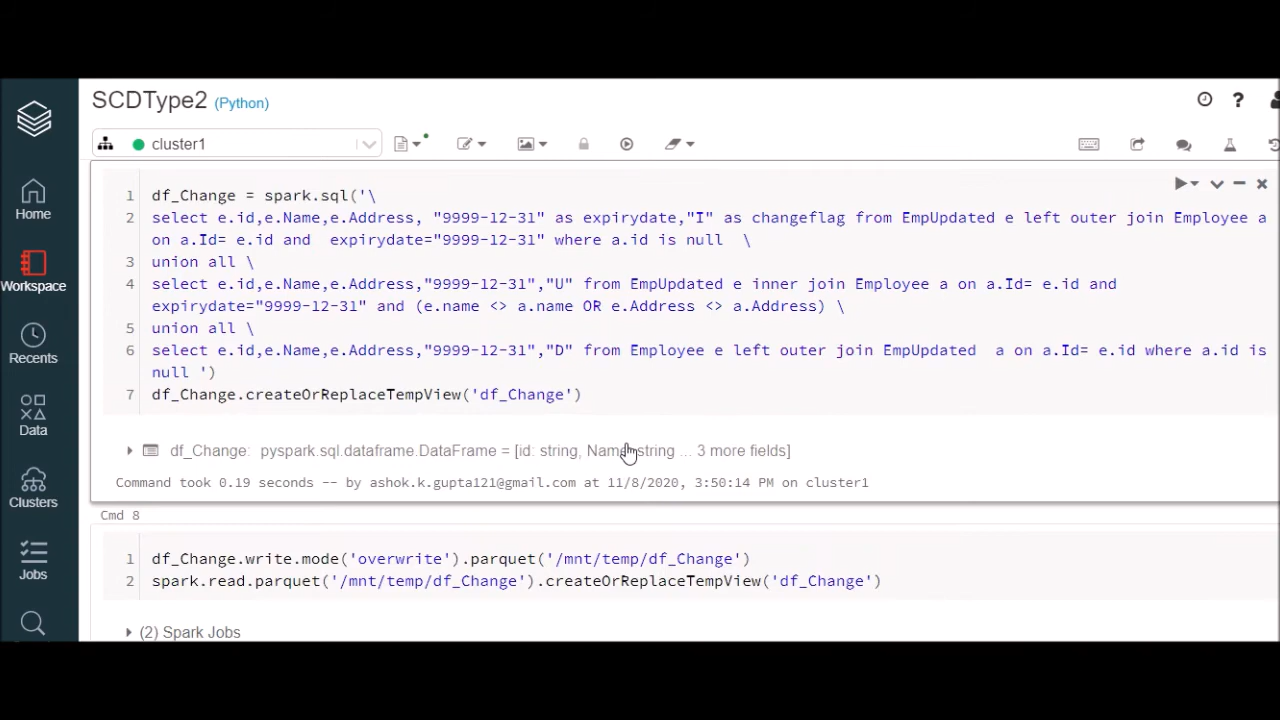 SCDType2 (Python)
cluster1
Home
Workspace
Recents
Data
Clusters
Jobs
1 df_Change = spark.sql('\
2 select e.id,e.Name,e.Address, "9999-12-31" as expirydate,"I" as changeflag from EmpUpdated e left outer join Employee a
on a.Id= e.id and  expirydate="9999-12-31" where a.id is null  \
3 union all \
4 select e.id,e.Name,e.Address,"9999-12-31","U" from EmpUpdated e inner join Employee a on a.Id= e.id and
expirydate="9999-12-31" and (e.name <> a.name OR e.Address <> a.Address) \
5 union all \
6 select e.id,e.Name,e.Address,"9999-12-31","D" from Employee e left outer join EmpUpdated  a on a.Id= e.id where a.id is
null ')
7 df_Change.createOrReplaceTempView('df_Change')
df_Change: pyspark.sql.dataframe.DataFrame = [id: string, Name: string ... 3 more fields]
Command took 0.19 seconds -- by ashok.k.gupta121@gmail.com at 11/8/2020, 3:50:14 PM on cluster1
Cmd 8
1 df_Change.write.mode('overwrite').parquet('/mnt/temp/df_Change')
2 spark.read.parquet('/mnt/temp/df_Change').createOrReplaceTempView('df_Change')
(2) Spark Jobs